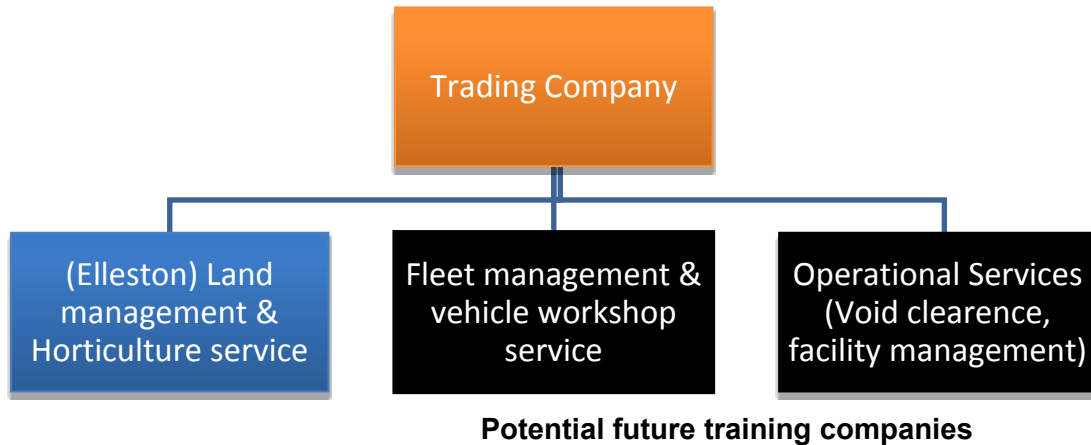 Trading Company
(Elleston) Land
management &
Horticulture service
Fleet management &
vehicle workshop
service
Operational Services
(Void clearence,
facility management)
Potential future training companies